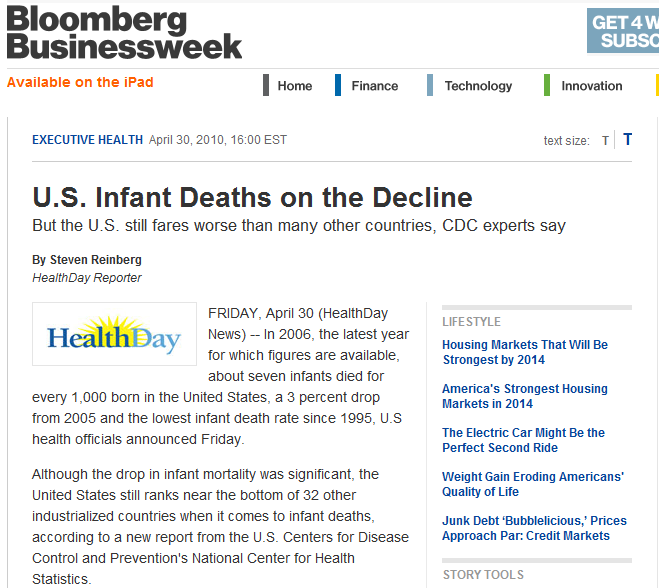 Bloomberg
Businessweek
GET 4 W
SUBSC
Available on the iPad
Home
Finance
Technology
Innovation
EXECUTIVE HEALTH April 30, 2010, 16:00 EST
text size: T T
U.S. Infant Deaths on the Decline
But the U.S. still fares worse than many other countries, CDC experts say
By Steven Reinberg
HealthDay Reporter
HealthDay
FRIDAY, April 30 (HealthDay
News) -- In 2006, the latest year
for which figures are available,
about seven infants died for
every 1,000 born in the United States, a 3 percent drop
from 2005 and the lowest infant death rate since 1995, U.S
health officials announced Friday.
Although the drop in infant mortality was significant, the
United States still ranks near the bottom of 32 other
industrialized countries when it comes to infant deaths,
according to a new report from the U.S. Centers for Disease
Control and Prevention's National Center for Health
Statistics.
LIFESTYLE
Housing Markets That Will Be
Strongest by 2014
America's Strongest Housing
Markets in 2014
The Electric Car Might Be the
Perfect Second Ride
Weight Gain Eroding Americans'
Quality of Life
Junk Debt ‘Bubblelicious,’ Prices
Approach Par: Credit Markets
STORY TOOLS